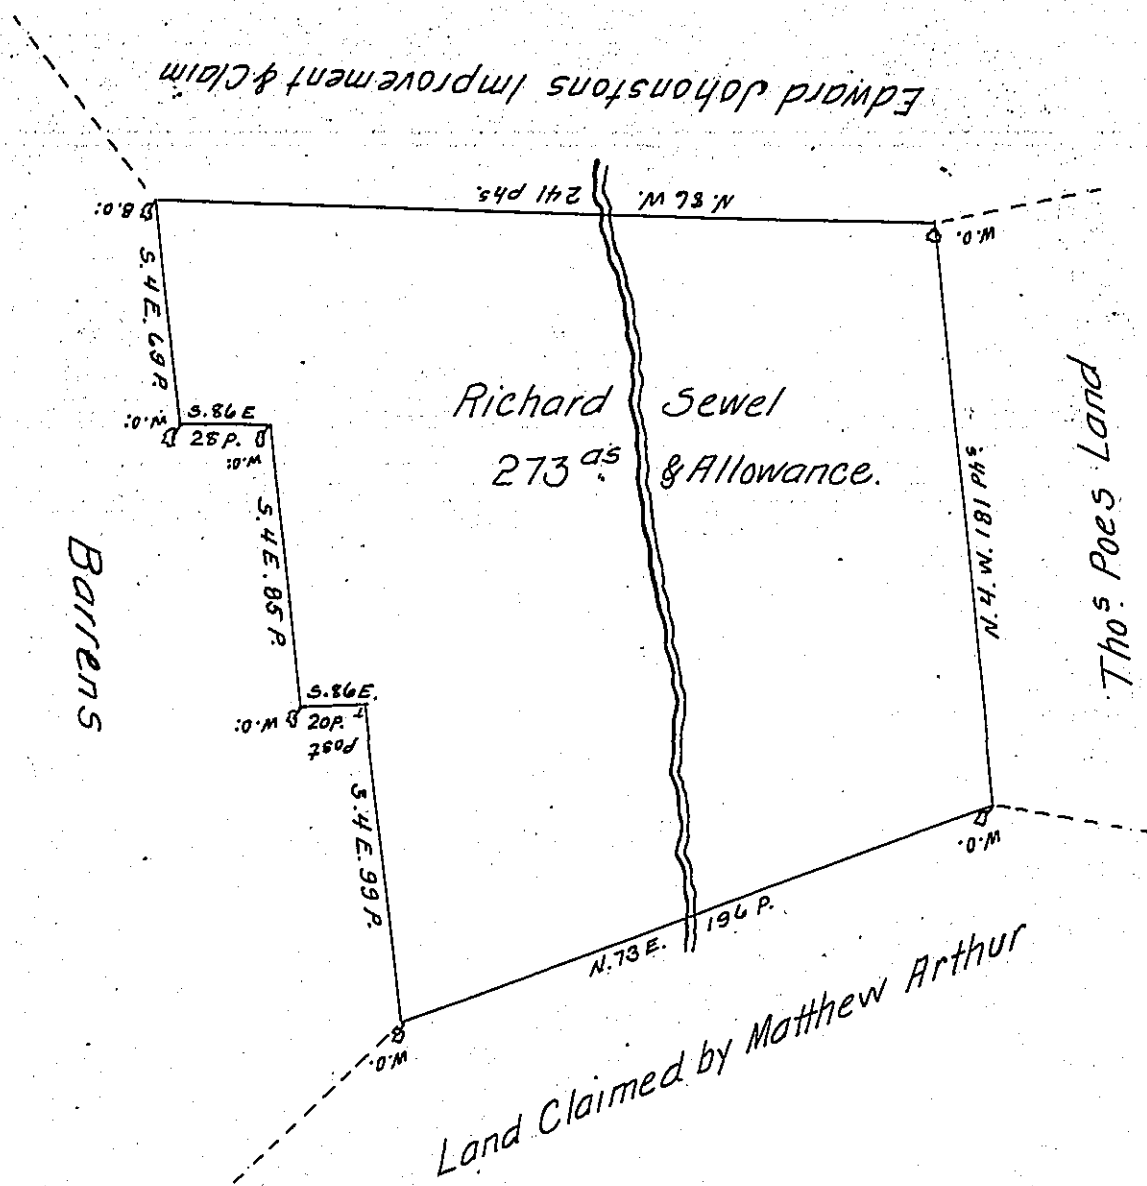 Edward Johonstons Improvement & Claim
B.O:
N. 86 W. 241 phs.
W.O.
S. 4 E. 69 P.
W.O:
S. 86 E
28 P.
W.O:
Richard Sewel
273 as & Allowance.
S. 4 E. 85 P.
N. 4 W. 181 phs.
Thos Poes Land
Barrens
S. 86 E.
W.O:
20 P.
Post
S. 4 E. 99 P.
W.O.
N. 73 E. 196 P.
W.O.
Land Claimed by Matthew Arthur